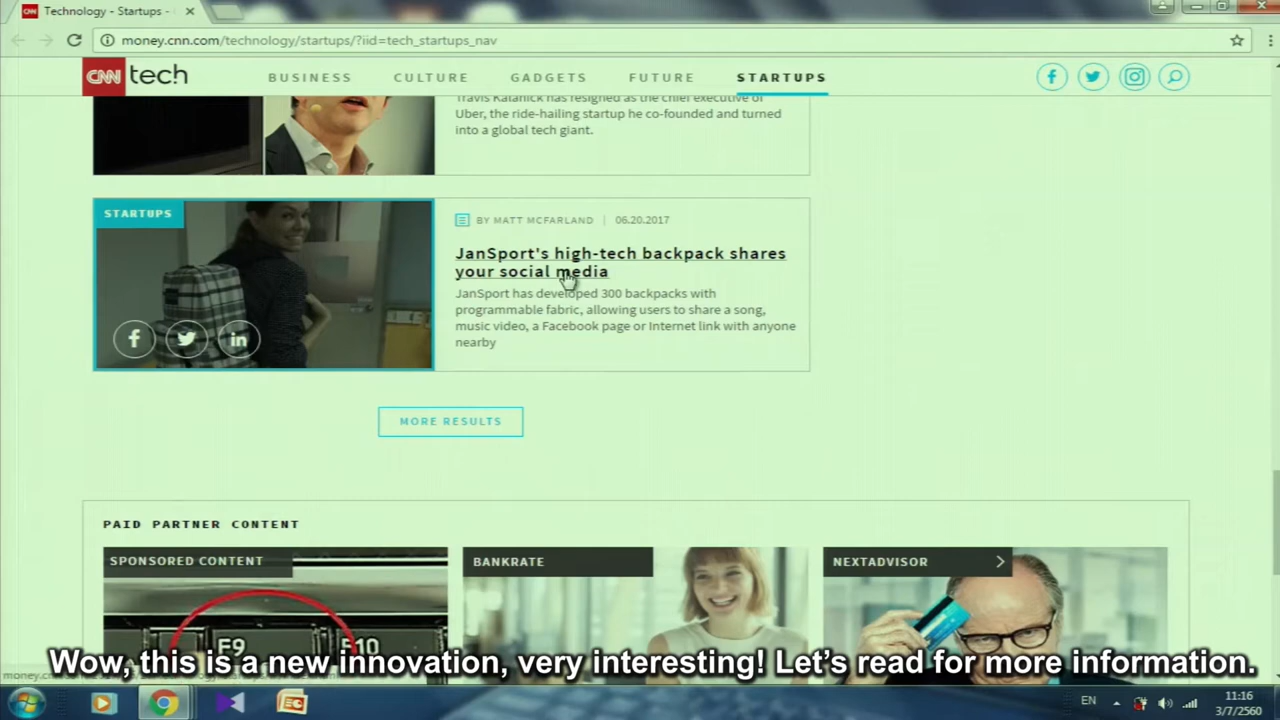 Technology - Startups -
money.cnn.com/technology/startups/?iid=tech_startups_nav
CNN tech
BUSINESS
CULTURE
GADGETS
FUTURE
STARTUPS
Travis Kalanick has resigned as the chief executive of
Uber, the ride-hailing startup he co-founded and turned
into a global tech giant.
STARTUPS
BY MATT MCFARLAND | 06.20.2017
JanSport's high-tech backpack shares
your social media
JanSport has developed 300 backpacks with
programmable fabric, allowing users to share a song,
music video, a Facebook page or Internet link with anyone
nearby
MORE RESULTS
PAID PARTNER CONTENT
SPONSORED CONTENT
BANKRATE
NEXTADVISOR
F9
F10
Wow, this is a new innovation, very interesting! Let's read for more information.
EN
11:16
3/7/2560